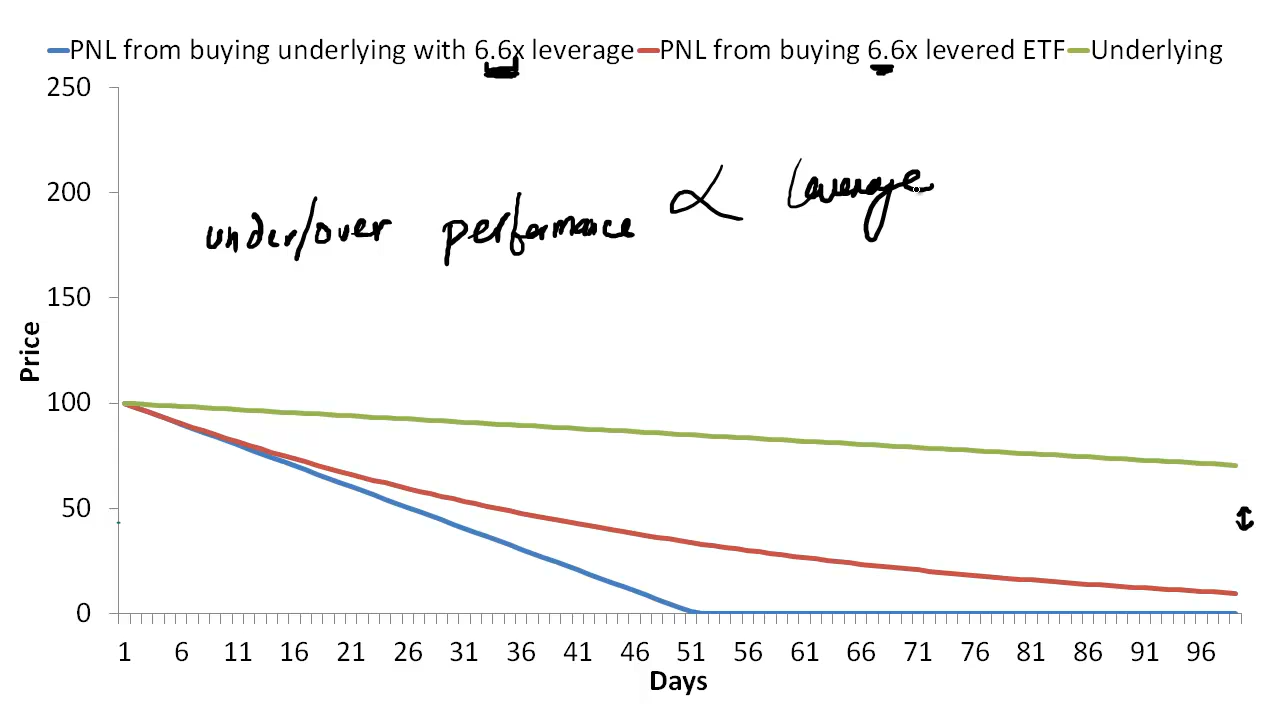 PNL from buying underlying with 6.6x leverage PNL from buying 6.6x levered ETF Underlying
250
200
150
100
50
0
Price
under/over performance ∝ leverage
1 6 11 16 21 26 31 36 41 46 51 56 61 66 71 76 81 86 91 96
Days